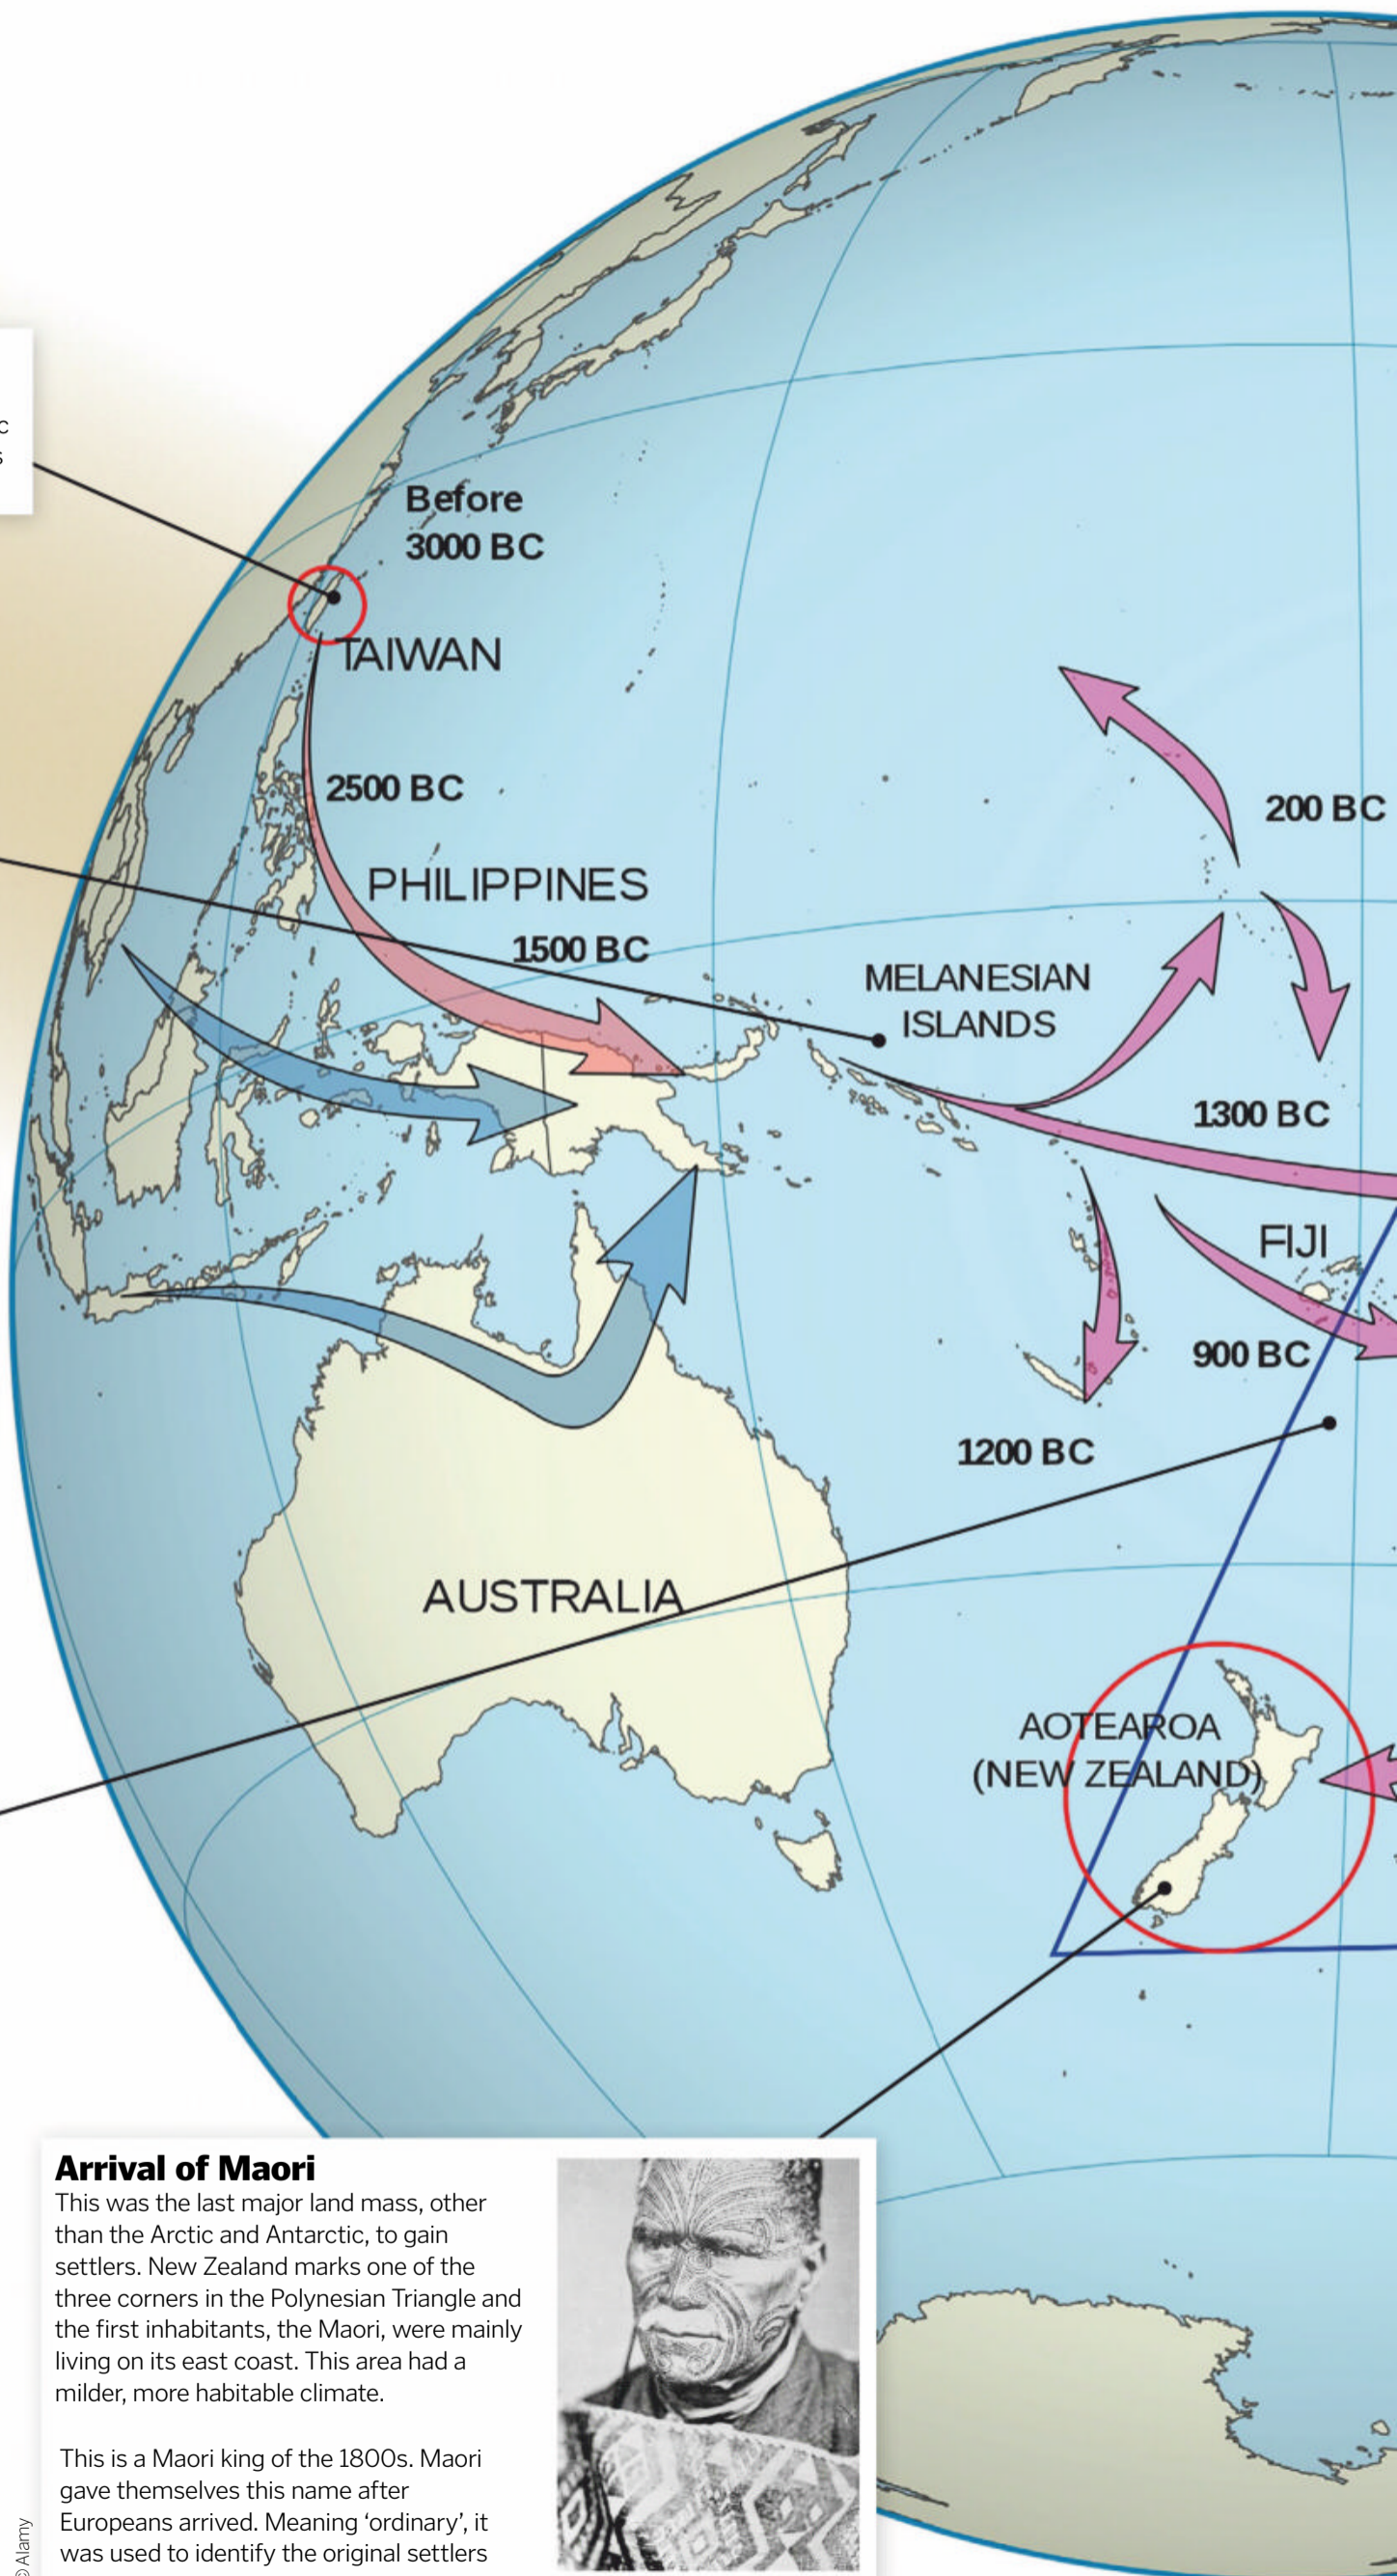 c
s
Before
3000 BC
TAIWAN
2500 BC
200 BC
PHILIPPINES
1500 BC
MELANESIAN
ISLANDS
1300 BC
FIJI
900 BC
1200 BC
AUSTRALIA
AOTEAROA
(NEW ZEALAND)
Arrival of Maori
This was the last major land mass, other
than the Arctic and Antarctic, to gain
settlers. New Zealand marks one of the
three corners in the Polynesian Triangle and
the first inhabitants, the Maori, were mainly
living on its east coast. This area had a
milder, more habitable climate.
This is a Maori king of the 1800s. Maori
gave themselves this name after
Europeans arrived. Meaning ‘ordinary’, it
was used to identify the original settlers
© Alamy